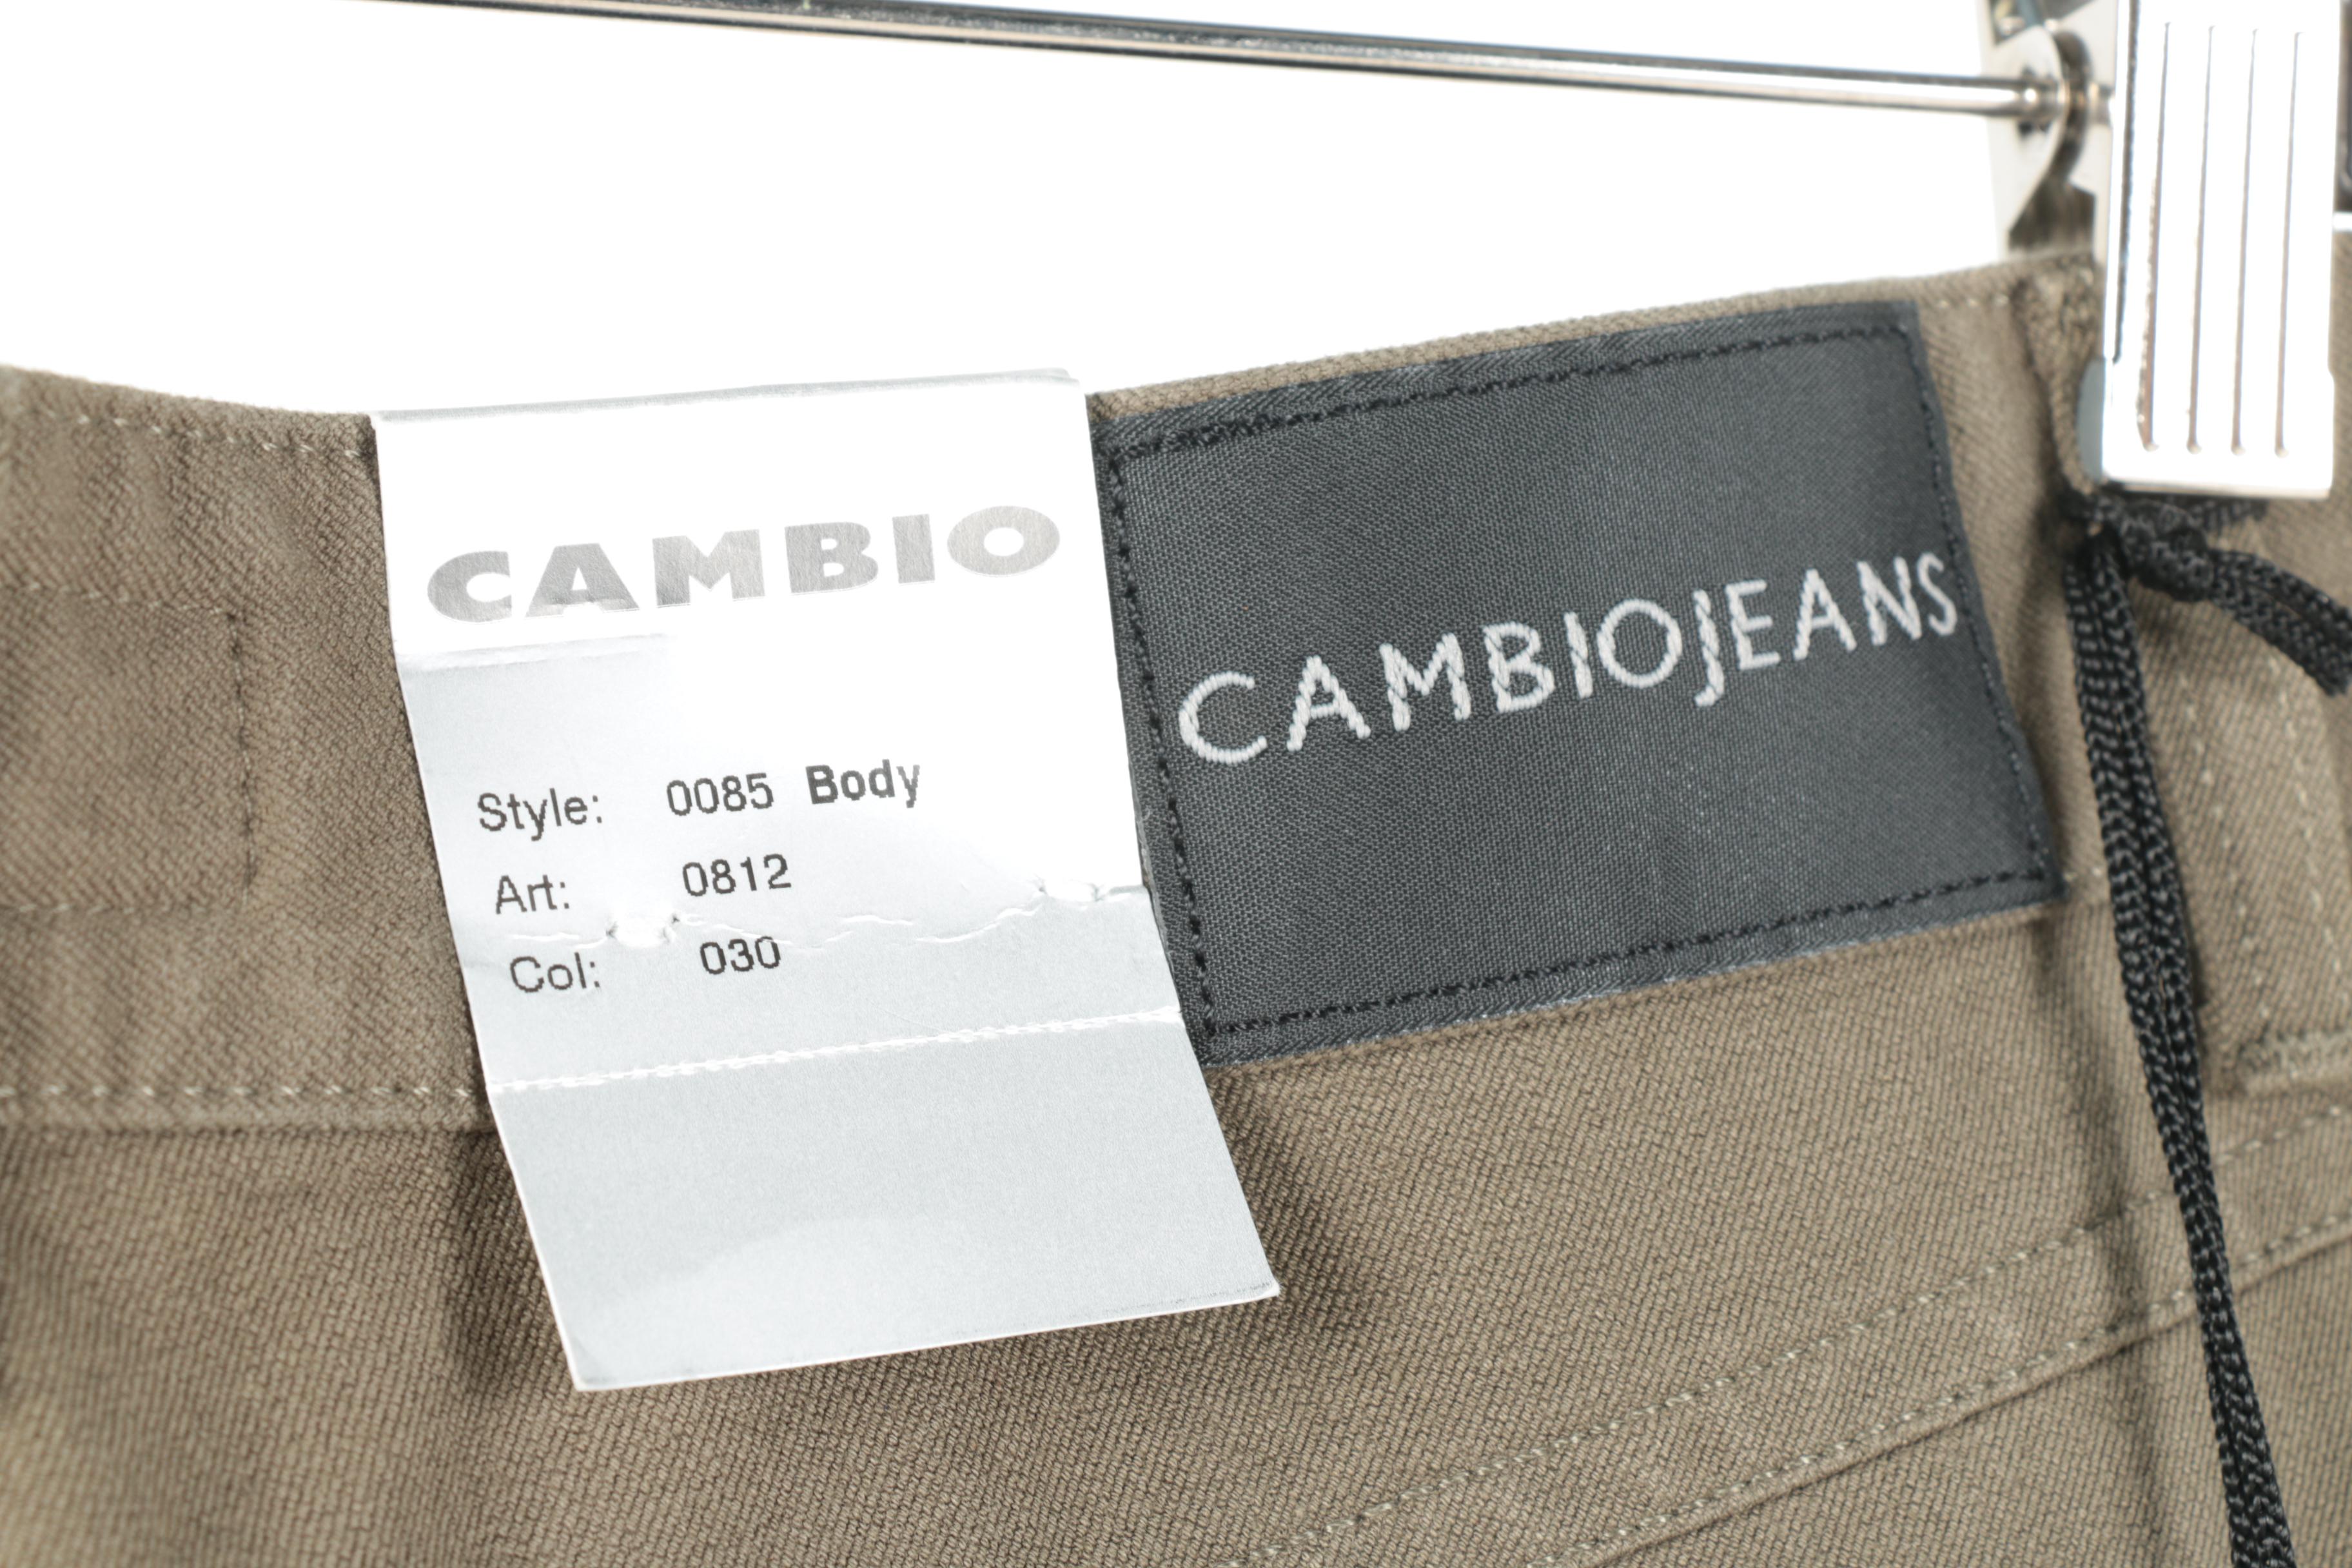 CAMBIO
Style: 0085 Body
Art: 0812
Col: 030
CAMBIOJEANS